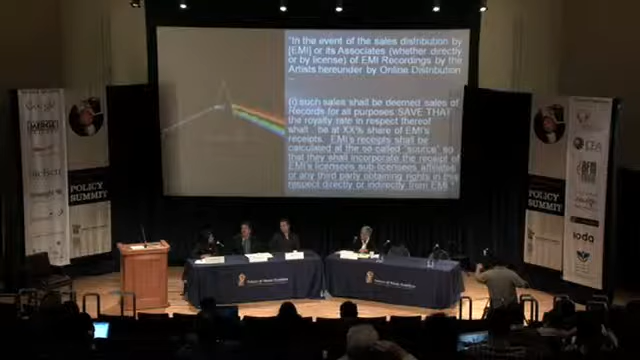 "In the event of the sales distribution by
[EMI] or its Associates (whether directly
or by license) of EMI Recordings by the
Artists hereunder by Online Distribution
(i) such sales shall be deemed sales of
Records for all purposes SAVE THAT
the royalty rate in respect thereof
shall be at XX% share of EMI's
receipts. EMI's receipts shall be
calculated at the so called "source" so
that they shall incorporate the receipt of
EMI's licensees sub-licensees affiliates
or any third party obtaining rights in this
respect directly or indirectly from EMI."
Google
POLICY
SUMMIT
POLICY
SUMMIT
CEA
ioda